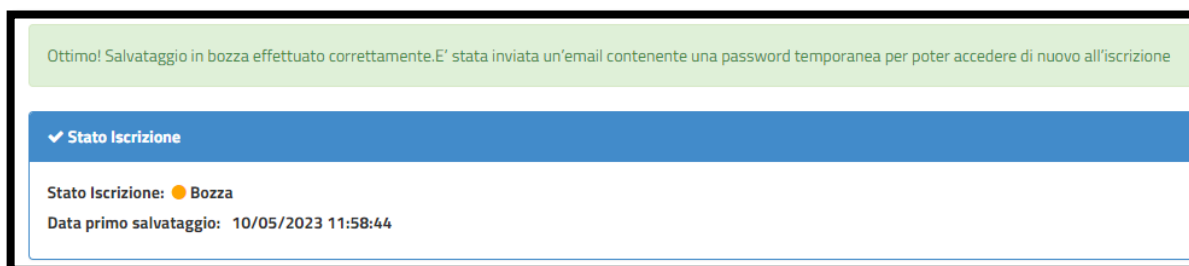 Ottimo! Salvataggio in bozza effettuato correttamente.E' stata inviata un'email contenente una password temporanea per poter accedere di nuovo all'iscrizione
Stato Iscrizione
Stato Iscrizione: Bozza
Data primo salvataggio: 10/05/2023 11:58:44